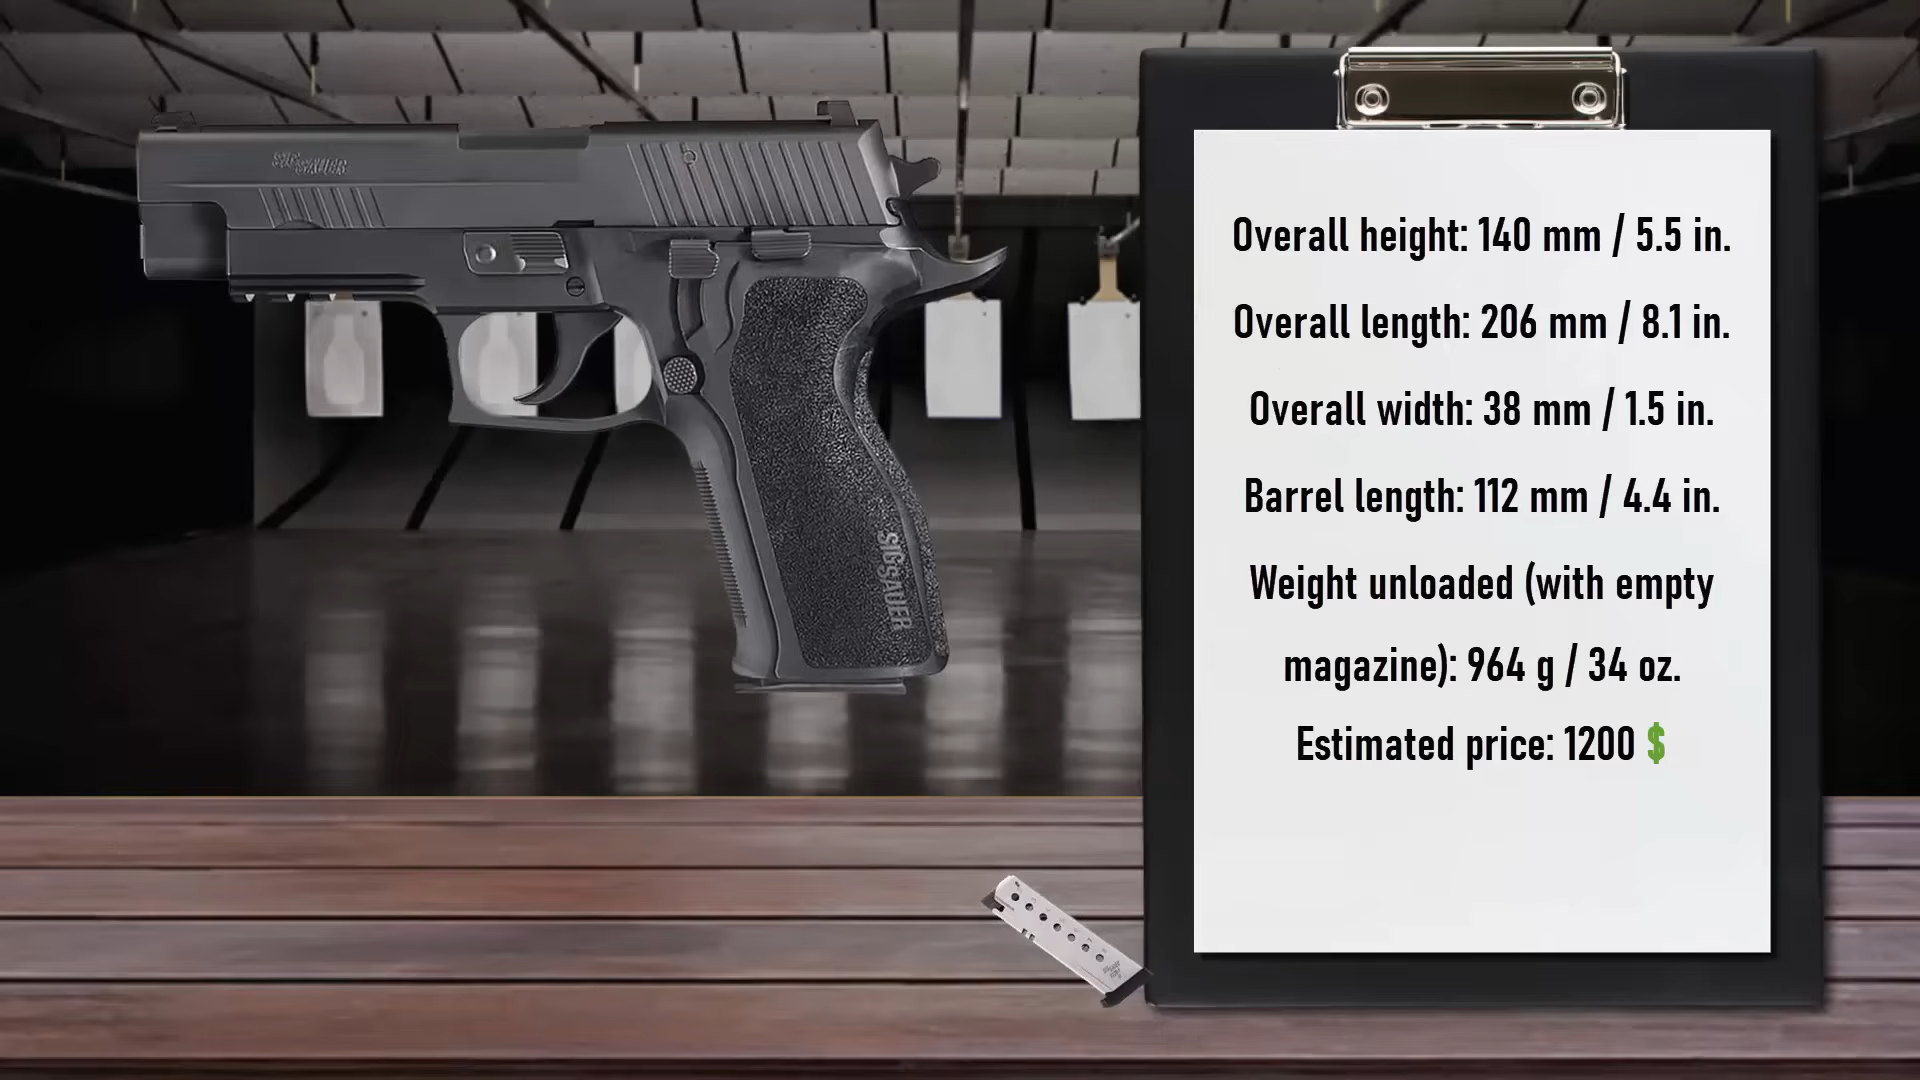 SIG SAUER
SIG SAUER
Overall height: 140 mm / 5.5 in.
Overall length: 206 mm / 8.1 in.
Overall width: 38 mm / 1.5 in.
Barrel length: 112 mm / 4.4 in.
Weight unloaded (with empty
magazine): 964 g / 34 oz.
Estimated price: 1200 $